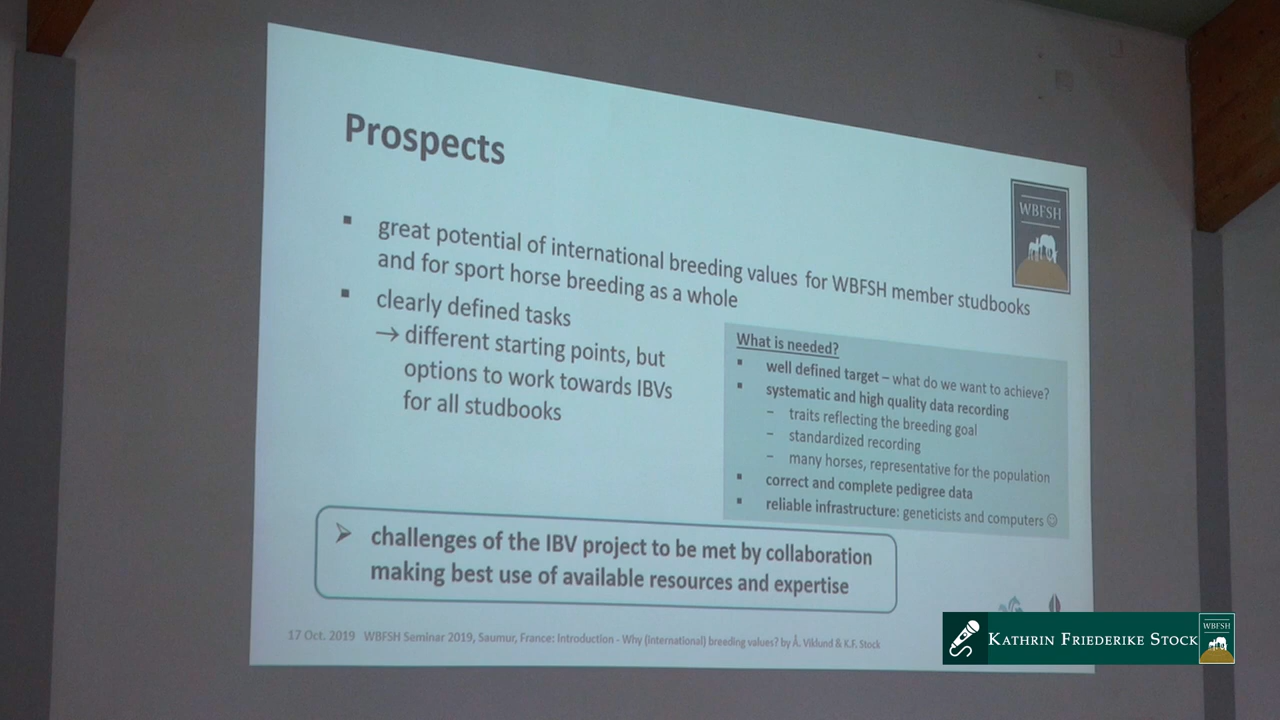 Prospects
WBFSH
▪ great potential of international breeding values for WBFSH member studbooks
and for sport horse breeding as a whole
▪ clearly defined tasks
→ different starting points, but
options to work towards IBVs
for all studbooks
What is needed?
▪ well defined target – what do we want to achieve?
▪ systematic and high quality data recording
– traits reflecting the breeding goal
– standardized recording
– many horses, representative for the population
▪ correct and complete pedigree data
▪ reliable infrastructure: geneticists and computers ☺
➢ challenges of the IBV project to be met by collaboration
making best use of available resources and expertise
17 Oct. 2019 WBFSH Seminar 2019, Saumur, France: Introduction - Why (international) breeding values? by Å. Viklund & K.F. Stock
KATHRIN FRIEDERIKE STOCK
WBFSH